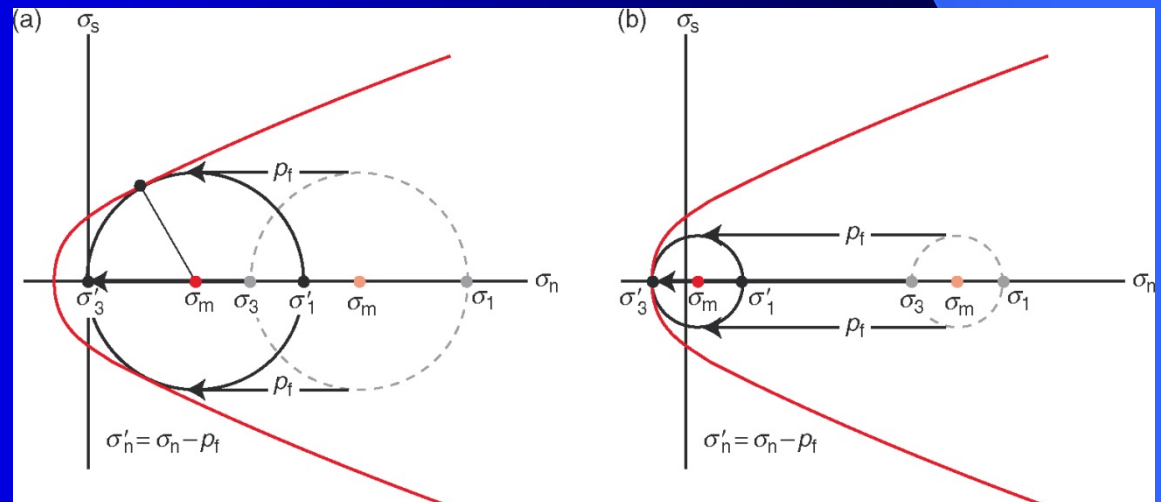 (a)
σs
pf
σ′3
σm
σ3
σ′1
σm
σ1
σn
pf
σ′n = σn – pf
(b)
σs
pf
σ′3
σm
σ′1
σ3
σm
σ1
σn
pf
σ′n = σn – pf